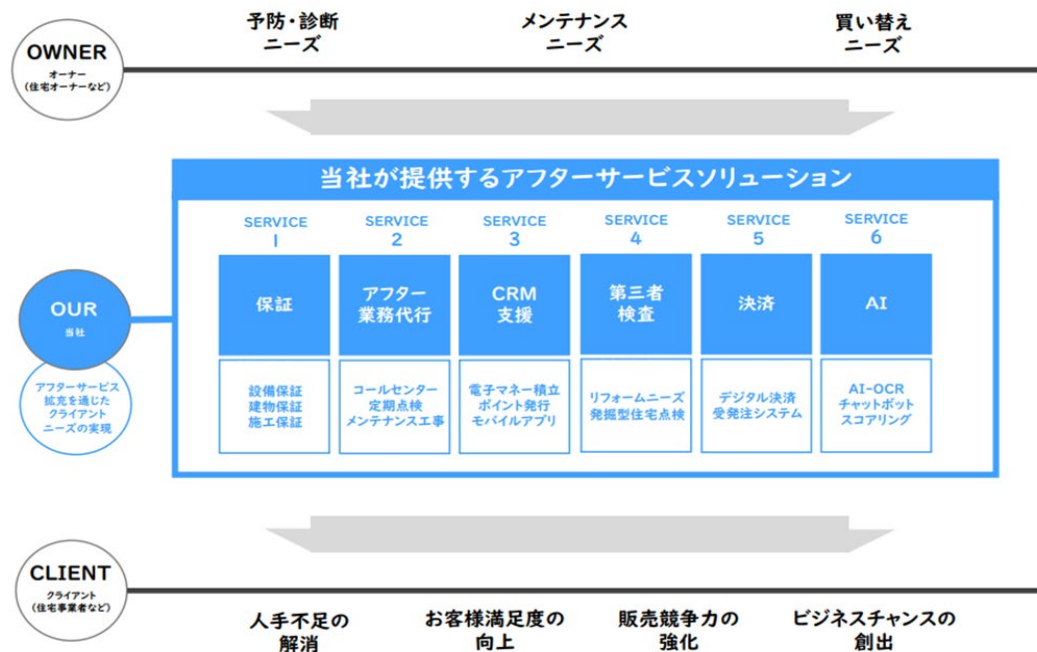 予防・診断
ニーズ
メンテナンス
ニーズ
買い替え
ニーズ
OWNER
オーナー
(住宅オーナーなど)
当社が提供するアフターサービスソリューション
SERVICE
1
SERVICE
2
SERVICE
3
SERVICE
4
SERVICE
5
SERVICE
6
保証
アフター
業務代行
CRM
支援
第三者
検査
決済
AI
OUR
当社
アフターサービス
拡充を通じた
クライアント
ニーズの実現
設備保証
建物保証
施工保証
コールセンター
定期点検
メンテナンス工事
電子マネー積立
ポイント発行
モバイルアプリ
リフォームニーズ
発掘型住宅点検
デジタル決済
受発注システム
AI-OCR
チャットボット
スコアリング
CLIENT
クライアント
(住宅事業者など)
人手不足の
解消
お客様満足度の
向上
販売競争力の
強化
ビジネスチャンスの
創出